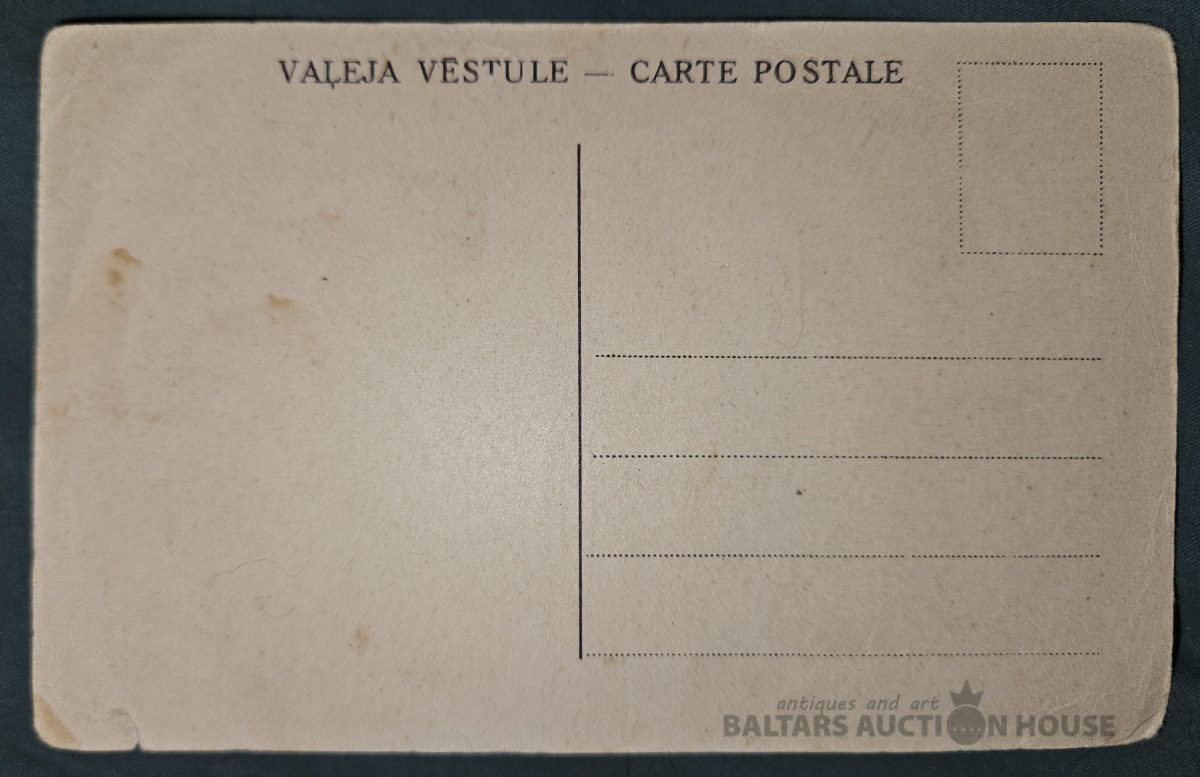 VAĻEJA VĒSTULE — CARTE POSTALE
antiques and art
BALTARS AUCTION HOUSE